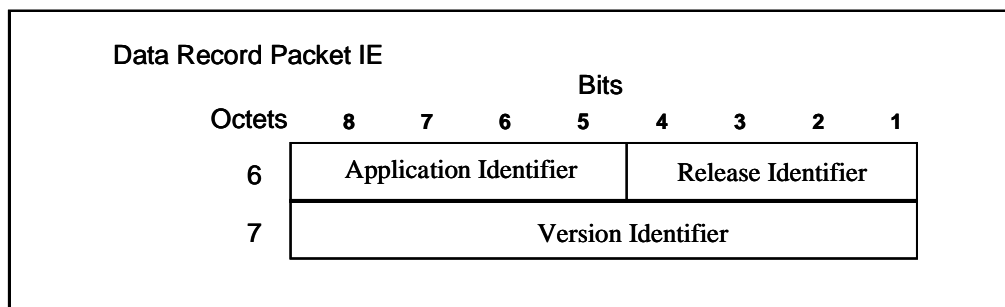 Data Record Packet IE
Bits
Octets 8 7 6 5 4 3 2 1
6 Application Identifier Release Identifier
7 Version Identifier